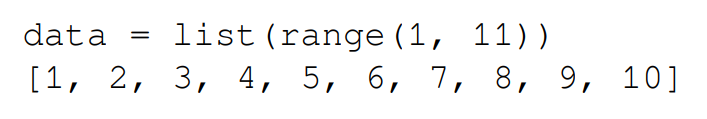 data = list(range(1, 11))
[1, 2, 3, 4, 5, 6, 7, 8, 9, 10]